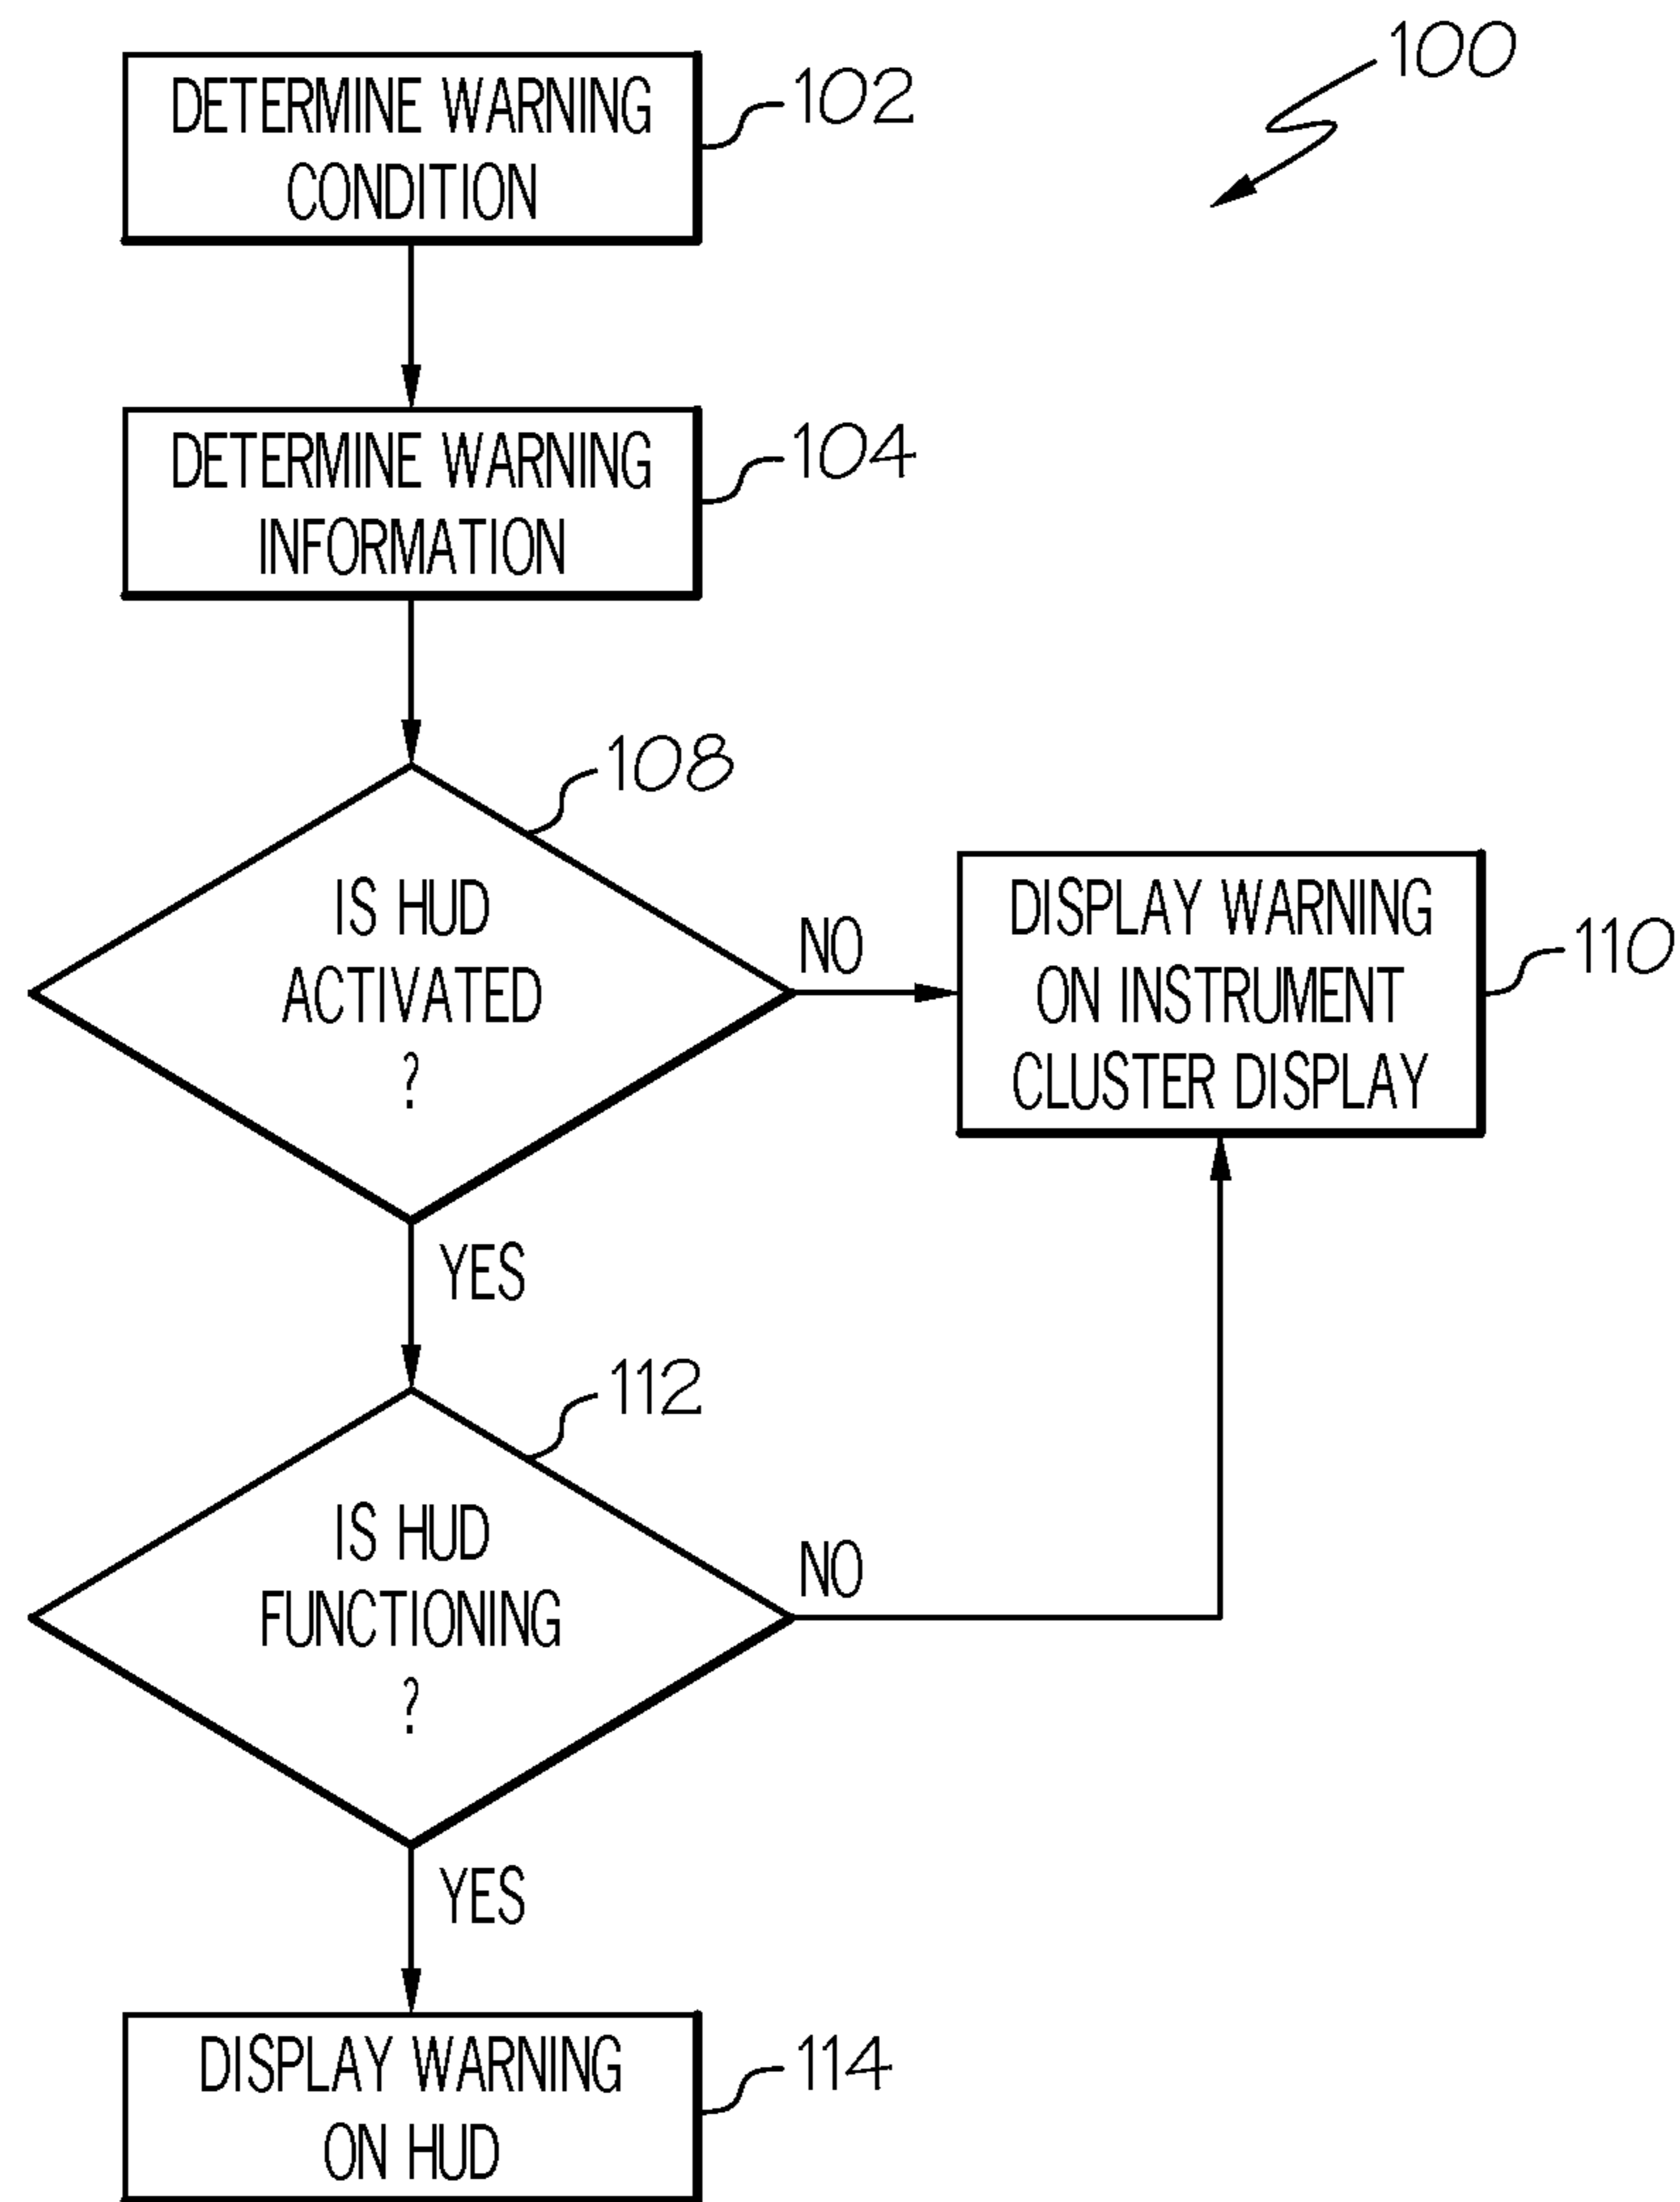 100
DETERMINE WARNING
CONDITION
102
DETERMINE WARNING
INFORMATION
104
108
IS HUD
ACTIVATED
?
NO
DISPLAY WARNING
ON INSTRUMENT
CLUSTER DISPLAY
110
YES
112
IS HUD
FUNCTIONING
?
NO
YES
DISPLAY WARNING
ON HUD
114